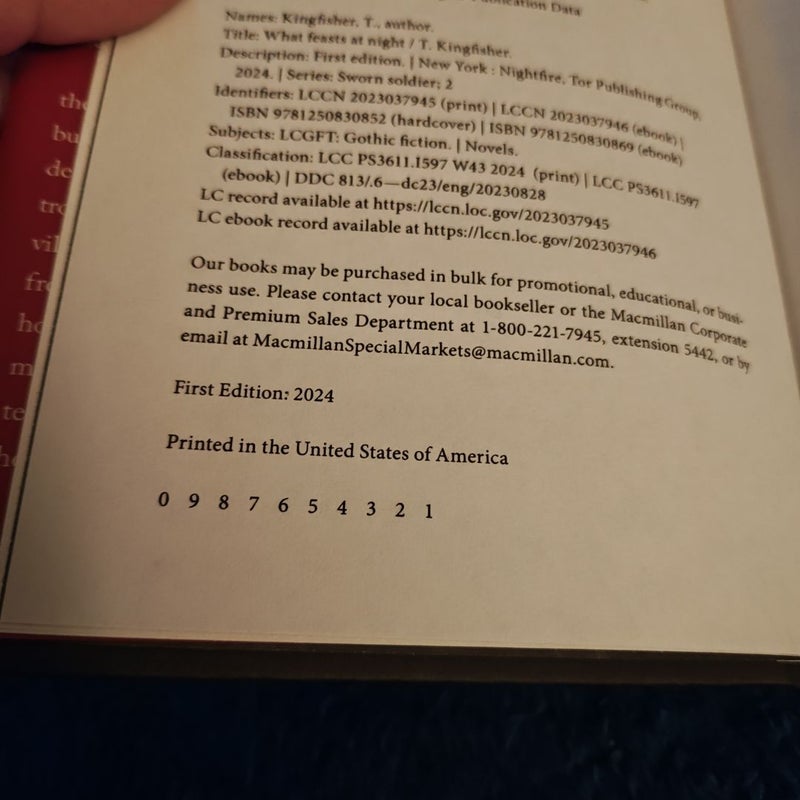 Publication Data
Names: Kingfisher, T., author.
Title: What feasts at night / T. Kingfisher.
Description: First edition. | New York : Nightfire, Tor Publishing Group,
2024. | Series: Sworn soldier; 2
Identifiers: LCCN 2023037945 (print) | LCCN 2023037946 (ebook) |
ISBN 9781250830852 (hardcover) | ISBN 9781250830869 (ebook)
Subjects: LCGFT: Gothic fiction. | Novels.
Classification: LCC PS3611.I597 W43 2024 (print) | LCC PS3611.I597
(ebook) | DDC 813/.6—dc23/eng/20230828
LC record available at https://lccn.loc.gov/2023037945
LC ebook record available at https://lccn.loc.gov/2023037946
Our books may be purchased in bulk for promotional, educational, or busi-
ness use. Please contact your local bookseller or the Macmillan Corporate
and Premium Sales Department at 1-800-221-7945, extension 5442, or by
email at MacmillanSpecialMarkets@macmillan.com.
First Edition: 2024
Printed in the United States of America
0 9 8 7 6 5 4 3 2 1